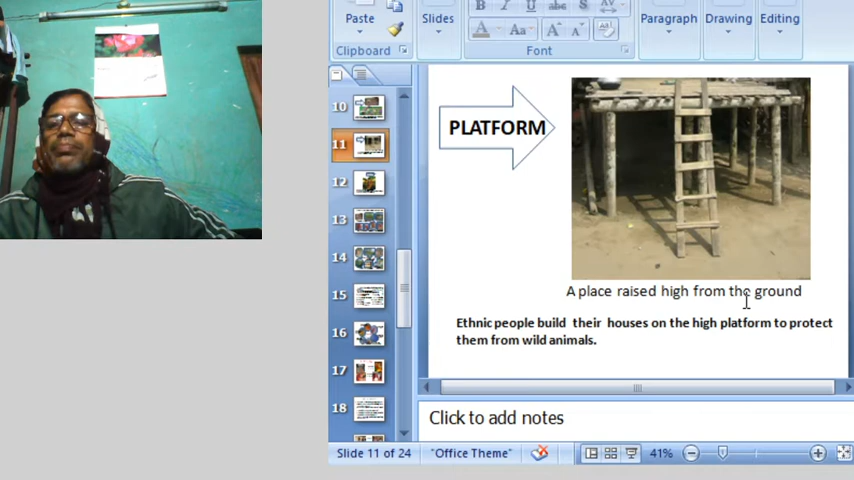 Paste
Slides
Paragraph
Drawing
Editing
Clipboard
Font
10
11
12
13
14
15
16
17
18
PLATFORM
A place raised high from the ground
Ethnic people build their houses on the high platform to protect
them from wild animals.
Click to add notes
Slide 11 of 24
"Office Theme"
41%